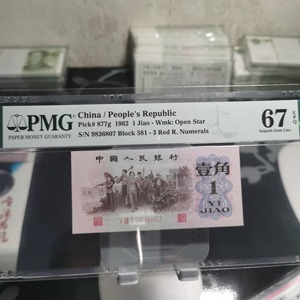 PMG
PAPER MONEY GUARANTY
China / People's Republic
Pick# 877g 1962 1 Jiao - Wmk: Open Star
S/N 9836807 Block 581 - 3 Red R. Numerals
67 EPQ
Superb Gem Unc
中国人民银行
壹角
1
YI JIAO
9836807